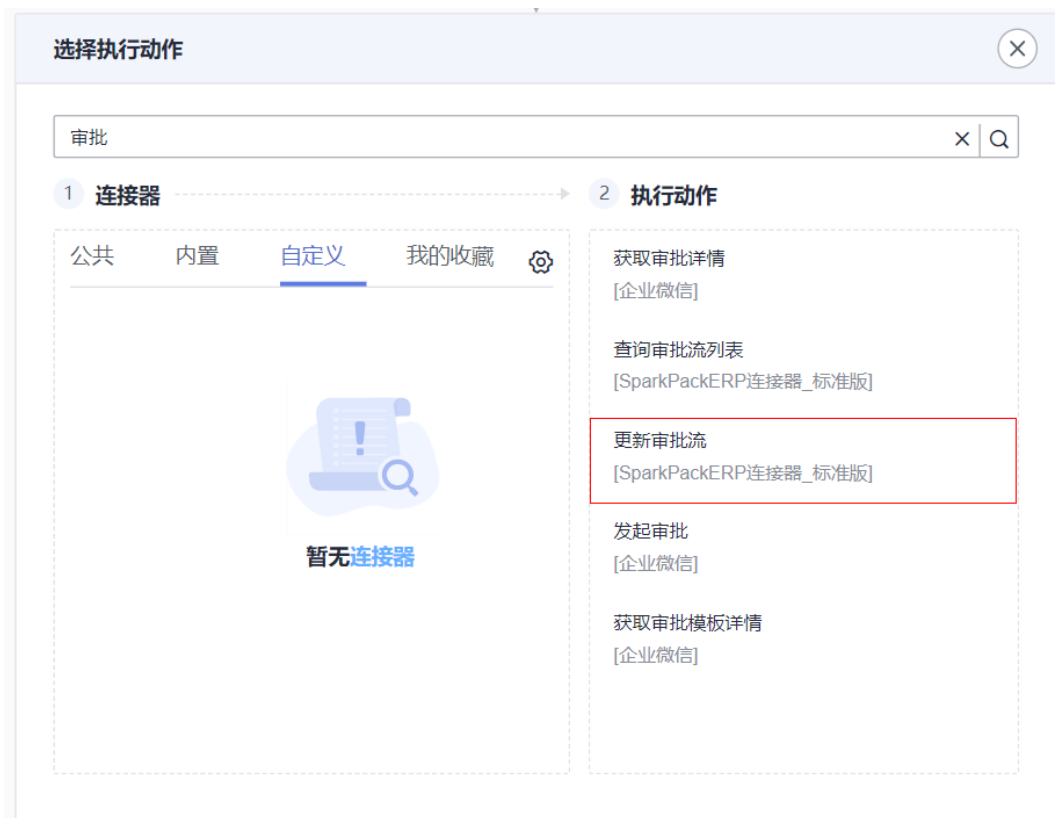 选择执行动作
审批
1 连接器
2 执行动作
公共 内置 自定义 我的收藏
暂无连接器
获取审批详情
[企业微信]
查询审批流列表
[SparkPackERP连接器_标准版]
更新审批流
[SparkPackERP连接器_标准版]
发起审批
[企业微信]
获取审批模板详情
[企业微信]